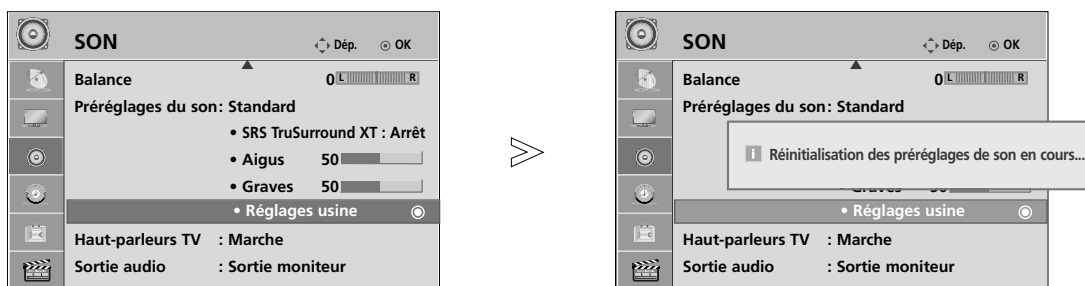 SON Dép. OK
Balance 0 L R
Préréglages du son : Standard
• SRS TruSurround XT : Arrêt
• Aigus 50
• Graves 50
• Réglages usine
Haut-parleurs TV : Marche
Sortie audio : Sortie moniteur
SON Dép. OK
Balance 0 L R
Préréglages du son : Standard
i Réinitialisation des préréglages de son en cours...
• Réglages usine
Haut-parleurs TV : Marche
Sortie audio : Sortie moniteur